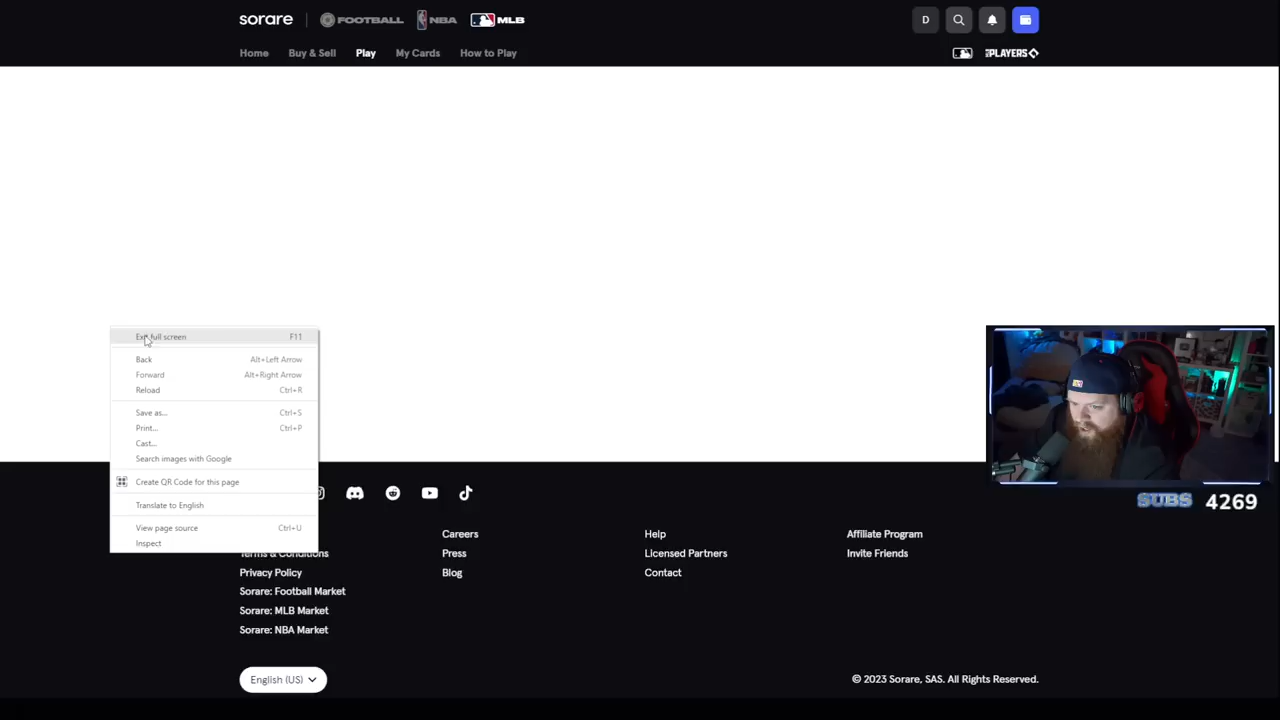 sorare FOOTBALL NBA MLB D
Home Buy & Sell Play My Cards How to Play PLAYERS
Exit full screen F11
Back Alt+Left Arrow
Forward Alt+Right Arrow
Reload Ctrl+R
Save as... Ctrl+S
Print... Ctrl+P
Cast...
Search images with Google
Create QR Code for this page
Translate to English
View page source Ctrl+U
Inspect
SUBS 4269
Careers Help Affiliate Program
Terms & Conditions Press Licensed Partners Invite Friends
Privacy Policy Blog Contact
Sorare: Football Market
Sorare: MLB Market
Sorare: NBA Market
English (US) © 2023 Sorare, SAS. All Rights Reserved.